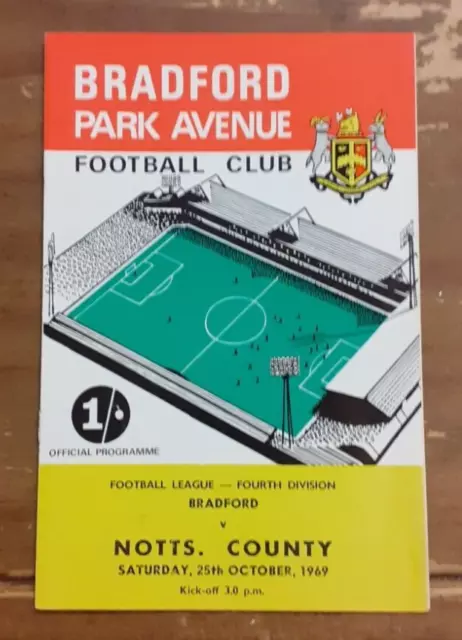 BRADFORD
PARK AVENUE
FOOTBALL CLUB
1/
OFFICIAL PROGRAMME
FOOTBALL LEAGUE — FOURTH DIVISION
BRADFORD
v
NOTTS. COUNTY
SATURDAY, 25th OCTOBER, 1969
Kick-off 3.0 p.m.